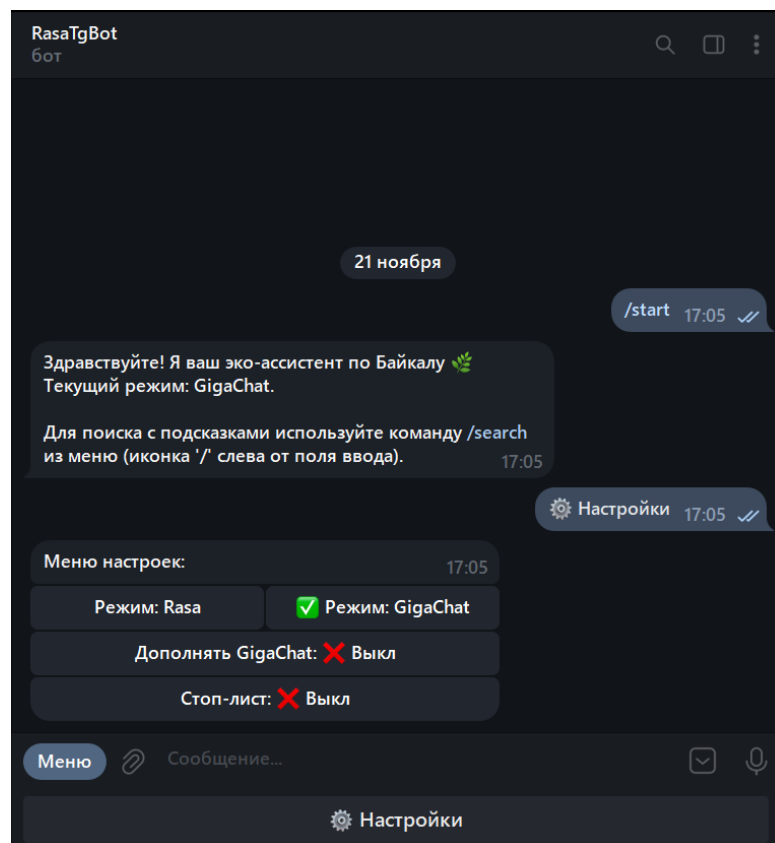 RasaTgBot
бот
21 ноября
/start 17:05
Здравствуйте! Я ваш эко-ассистент по Байкалу 🌿
Текущий режим: GigaChat.
Для поиска с подсказками используйте команду /search
из меню (иконка '/' слева от поля ввода). 17:05
⚙️ Настройки 17:05
Меню настроек: 17:05
Режим: Rasa
✅ Режим: GigaChat
Дополнять GigaChat: ❌ Выкл
Стоп-лист: ❌ Выкл
Меню
Сообщение...
⚙️ Настройки